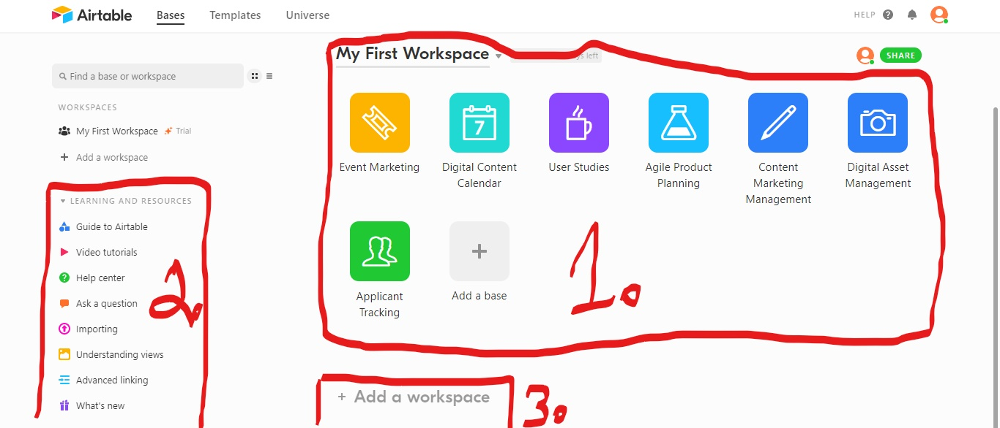 Airtable Bases Templates Universe HELP
My First Workspace
s left
SHARE
Find a base or workspace
WORKSPACES
My First Workspace Trial
+ Add a workspace
LEARNING AND RESOURCES
Guide to Airtable
Video tutorials
Help center
Ask a question
Importing
Understanding views
Advanced linking
What's new
2.
7
Event Marketing
Digital Content
Calendar
User Studies
Agile Product
Planning
Content
Marketing
Management
Digital Asset
Management
Applicant
Tracking
+
Add a base
1.
+ Add a workspace
3.